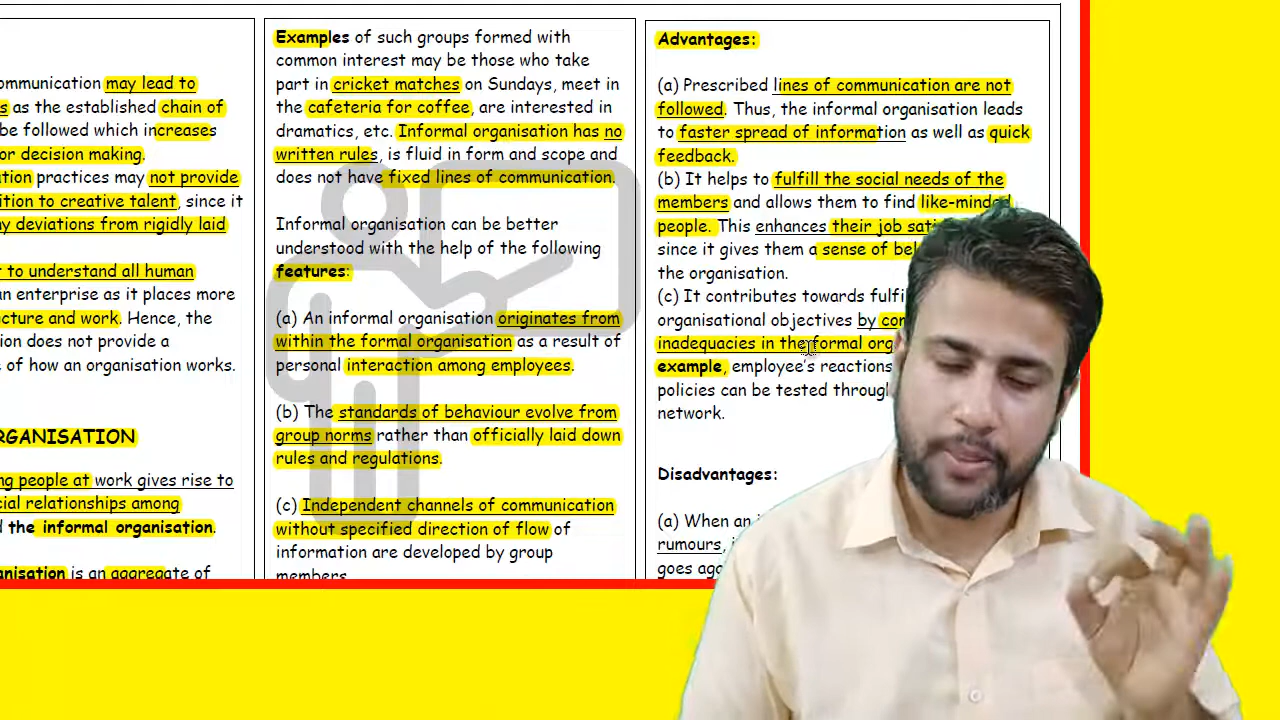 ommunication may lead to
s as the established chain of
be followed which increases
or decision making.
ation practices may not provide
ition to creative talent, since it
ny deviations from rigidly laid
t to understand all human
an enterprise as it places more
cture and work. Hence, the
ion does not provide a
e of how an organisation works.
RGANISATION
ng people at work gives rise to
cial relationships among
d the informal organisation.
anisation is an aggregate of
Examples of such groups formed with
common interest may be those who take
part in cricket matches on Sundays, meet in
the cafeteria for coffee, are interested in
dramatics, etc. Informal organisation has no
written rules, is fluid in form and scope and
does not have fixed lines of communication.
Informal organisation can be better
understood with the help of the following
features:
(a) An informal organisation originates from
within the formal organisation as a result of
personal interaction among employees.
(b) The standards of behaviour evolve from
group norms rather than officially laid down
rules and regulations.
(c) Independent channels of communication
without specified direction of flow of
information are developed by group
members.
Advantages:
(a) Prescribed lines of communication are not
followed. Thus, the informal organisation leads
to faster spread of information as well as quick
feedback.
(b) It helps to fulfill the social needs of the
members and allows them to find like-minded
people. This enhances their job sat
since it gives them a sense of bel
the organisation.
(c) It contributes towards fulfi
organisational objectives by com
inadequacies in the formal org
example, employee's reactions
policies can be tested through
network.
Disadvantages:
(a) When an i
rumours, i
goes aga